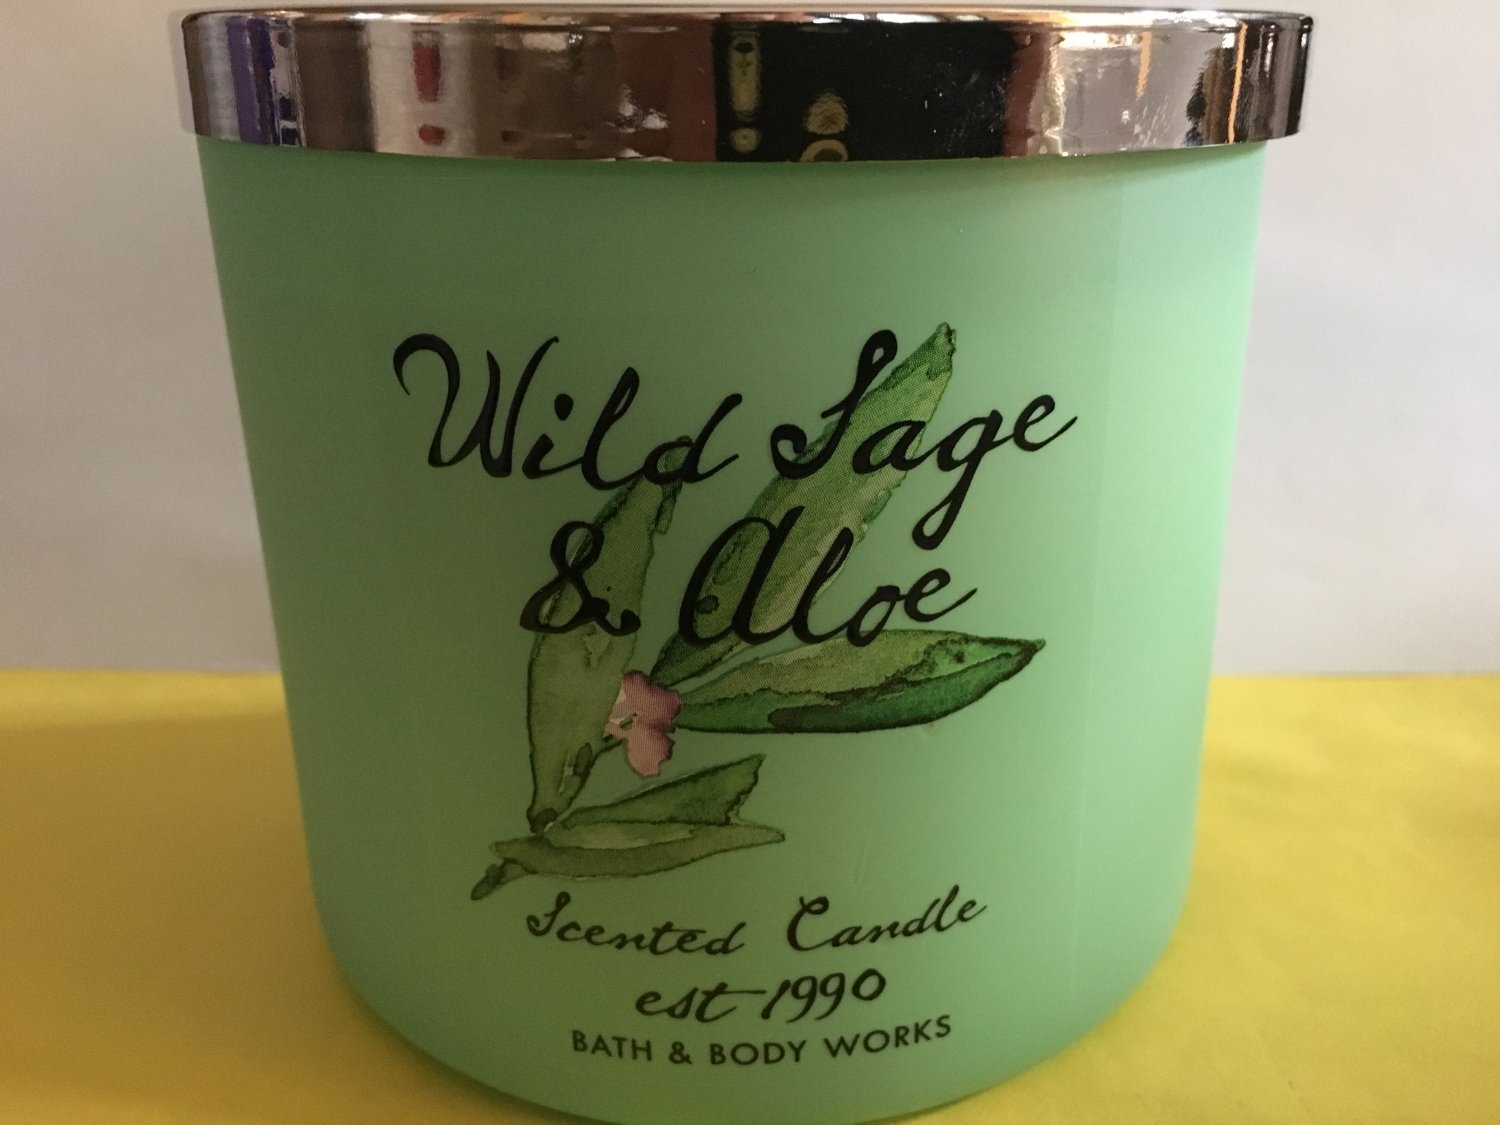 Wild Sage
& Aloe
Scented Candle
est 1990
BATH & BODY WORKS